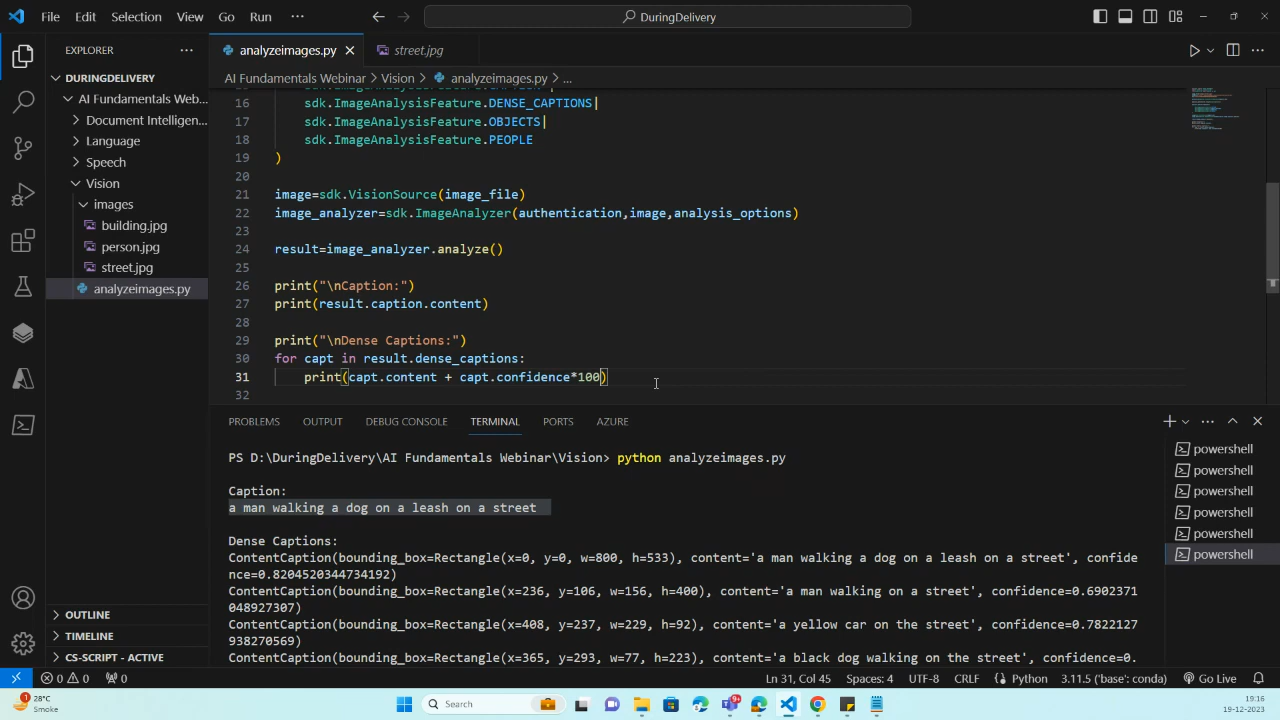 File Edit Selection View Go Run ··· DuringDelivery
EXPLORER ···
DURINGDELIVERY
AI Fundamentals Web...
Document Intelligen...
Language
Speech
Vision
images
building.jpg
person.jpg
street.jpg
analyzeimages.py
OUTLINE
TIMELINE
CS-SCRIPT - ACTIVE
analyzeimages.py street.jpg
AI Fundamentals Webinar > Vision > analyzeimages.py > ...
16 sdk.ImageAnalysisFeature.DENSE_CAPTIONS|
17 sdk.ImageAnalysisFeature.OBJECTS|
18 sdk.ImageAnalysisFeature.PEOPLE
19 )
20
21 image=sdk.VisionSource(image_file)
22 image_analyzer=sdk.ImageAnalyzer(authentication,image,analysis_options)
23
24 result=image_analyzer.analyze()
25
26 print("\nCaption:")
27 print(result.caption.content)
28
29 print("\nDense Captions:")
30 for capt in result.dense_captions:
31 print(capt.content + capt.confidence*100)
32
PROBLEMS OUTPUT DEBUG CONSOLE TERMINAL PORTS AZURE
PS D:\DuringDelivery\AI Fundamentals Webinar\Vision> python analyzeimages.py
Caption:
a man walking a dog on a leash on a street
Dense Captions:
ContentCaption(bounding_box=Rectangle(x=0, y=0, w=800, h=533), content='a man walking a dog on a leash on a street', confide
nce=0.8204520344734192)
ContentCaption(bounding_box=Rectangle(x=236, y=106, w=156, h=400), content='a man walking on a street', confidence=0.6902371
048927307)
ContentCaption(bounding_box=Rectangle(x=408, y=237, w=229, h=92), content='a yellow car on the street', confidence=0.7822127
938270569)
ContentCaption(bounding_box=Rectangle(x=365, y=293, w=77, h=223), content='a black dog walking on the street', confidence=0.
powershell
powershell
powershell
powershell
powershell
powershell
0 0 0 Ln 31, Col 45 Spaces: 4 UTF-8 CRLF Python 3.11.5 ('base': conda) Go Live
28°C
Smoke
Search
9+
19:16
19-12-2023